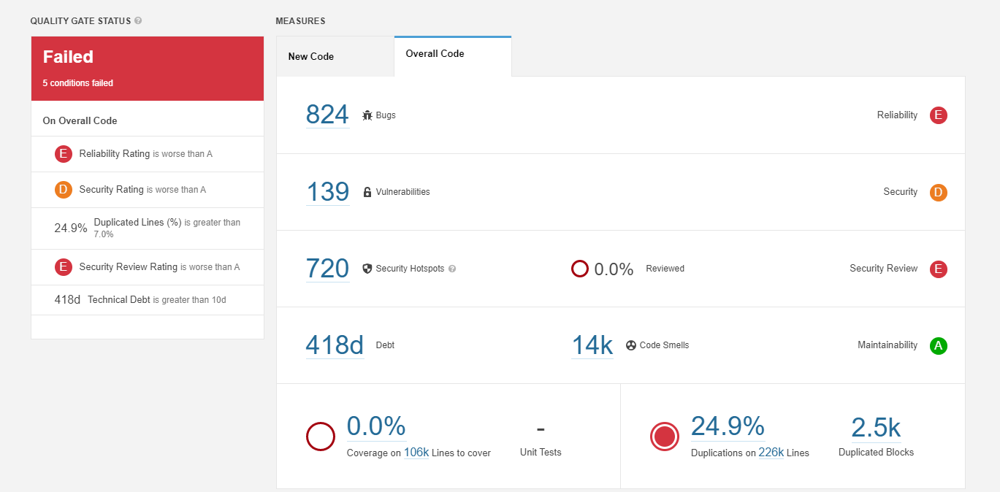 QUALITY GATE STATUS ?
Failed
5 conditions failed
On Overall Code
E Reliability Rating is worse than A
D Security Rating is worse than A
24.9% Duplicated Lines (%) is greater than
7.0%
E Security Review Rating is worse than A
418d Technical Debt is greater than 10d
MEASURES
New Code
Overall Code
824 Bugs Reliability E
139 Vulnerabilities Security D
720 Security Hotspots ? 0.0% Reviewed Security Review E
418d Debt 14k Code Smells Maintainability A
0.0% -
Coverage on 106k Lines to cover Unit Tests
24.9% 2.5k
Duplications on 226k Lines Duplicated Blocks